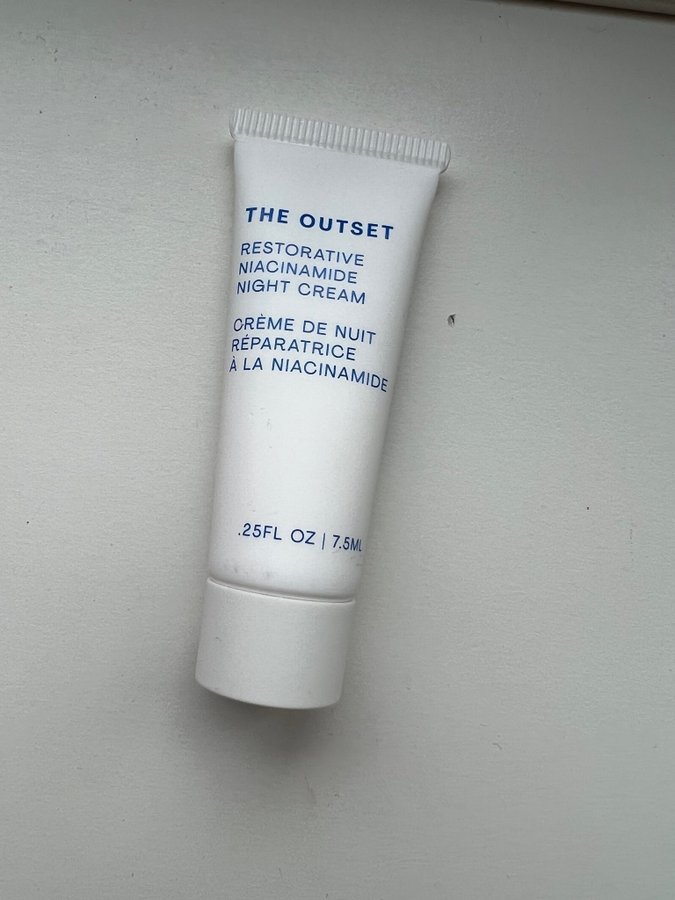 THE OUTSET
RESTORATIVE
NIACINAMIDE
NIGHT CREAM
CRÈME DE NUIT
RÉPARATRICE
À LA NIACINAMIDE
.25FL OZ | 7.5ML